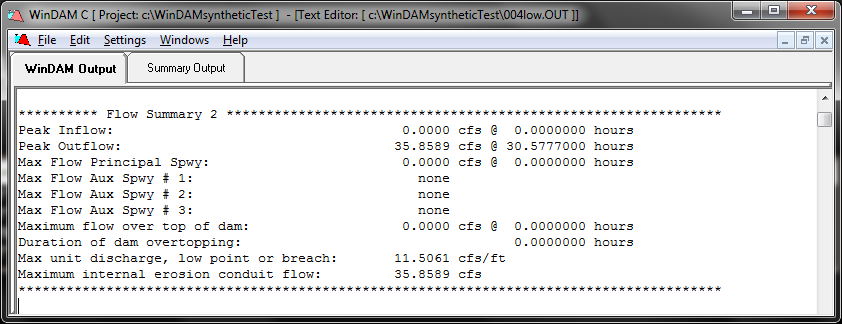 WinDAM C [ Project: c:\WinDAMsyntheticTest ] - [Text Editor: [ c:\WinDAMsyntheticTest\004low.OUT ]]
File Edit Settings Windows Help
WinDAM Output Summary Output
********** Flow Summary 2 **************************************************************
Peak Inflow: 0.0000 cfs @ 0.0000000 hours
Peak Outflow: 35.8589 cfs @ 30.5777000 hours
Max Flow Principal Spwy: 0.0000 cfs @ 0.0000000 hours
Max Flow Aux Spwy # 1: none
Max Flow Aux Spwy # 2: none
Max Flow Aux Spwy # 3: none
Maximum flow over top of dam: 0.0000 cfs @ 0.0000000 hours
Duration of dam overtopping: 0.0000000 hours
Max unit discharge, low point or breach: 11.5061 cfs/ft
Maximum internal erosion conduit flow: 35.8589 cfs
****************************************************************************************